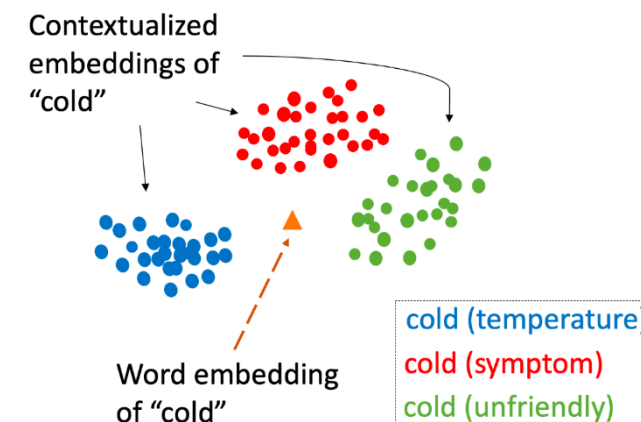 Contextualized
embeddings of
“cold”
Word embedding
of “cold”
cold (temperature)
cold (symptom)
cold (unfriendly)